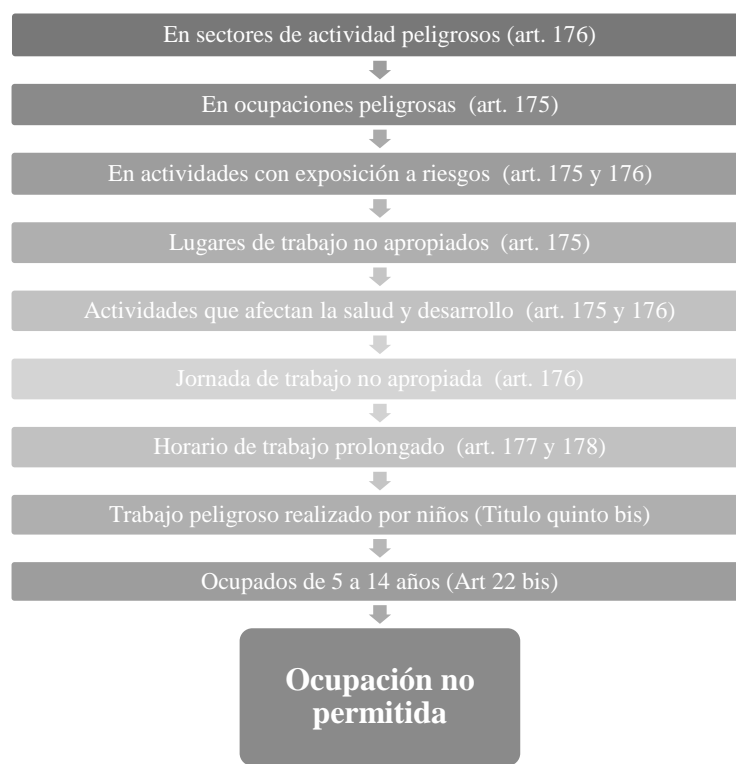 En sectores de actividad peligrosos (art. 176)
En ocupaciones peligrosas (art. 175)
En actividades con exposición a riesgos (art. 175 y 176)
Lugares de trabajo no apropiados (art. 175)
Actividades que afectan la salud y desarrollo (art. 175 y 176)
Jornada de trabajo no apropiada (art. 176)
Horario de trabajo prolongado (art. 177 y 178)
Trabajo peligroso realizado por niños (Titulo quinto bis)
Ocupados de 5 a 14 años (Art 22 bis)
Ocupación no
permitida